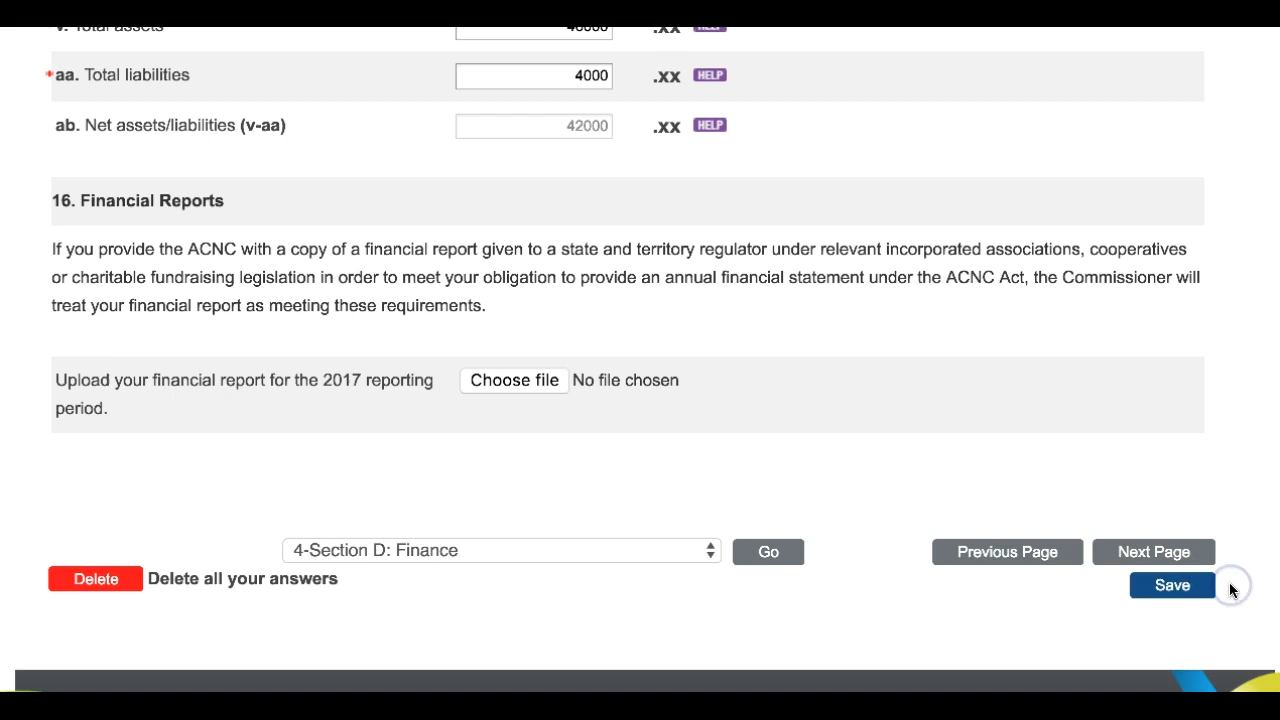 v. Total assets .xx HELP
* aa. Total liabilities 4000 .xx HELP
ab. Net assets/liabilities (v-aa) 42000 .xx HELP
16. Financial Reports
If you provide the ACNC with a copy of a financial report given to a state and territory regulator under relevant incorporated associations, cooperatives
or charitable fundraising legislation in order to meet your obligation to provide an annual financial statement under the ACNC Act, the Commissioner will
treat your financial report as meeting these requirements.
Upload your financial report for the 2017 reporting Choose file No file chosen
period.
4-Section D: Finance Go Previous Page Next Page
Delete Delete all your answers Save